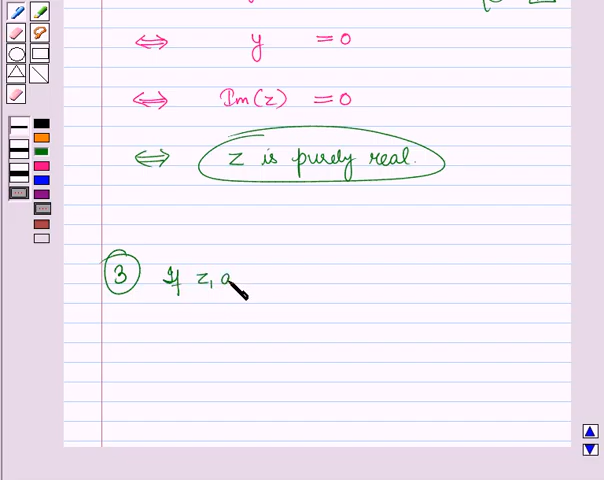 ⇔ y = 0
⇔ Im(z) = 0
⇔ z is purely real.
3 If z₁ a